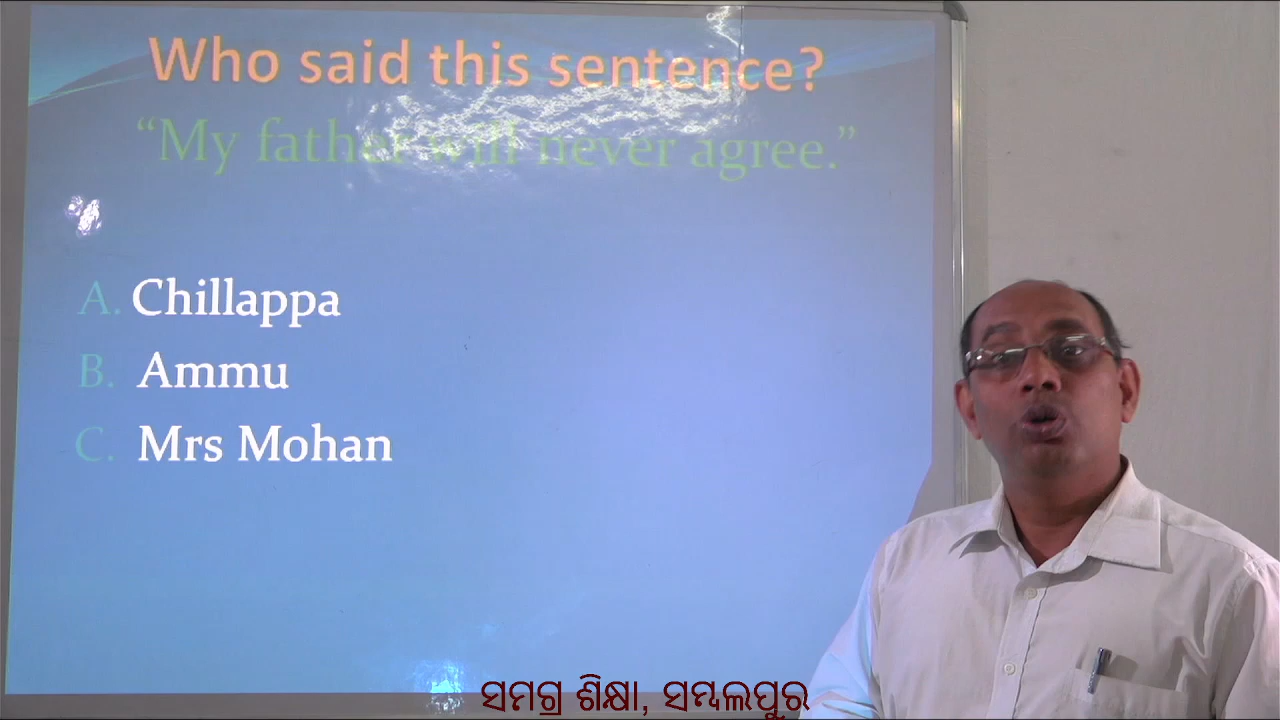 Who said this sentence?
“My father will never agree.”
A. Chillappa
B. Ammu
C. Mrs Mohan
ସମଗ୍ର ଶିକ୍ଷା, ସମ୍ବଲପୁର